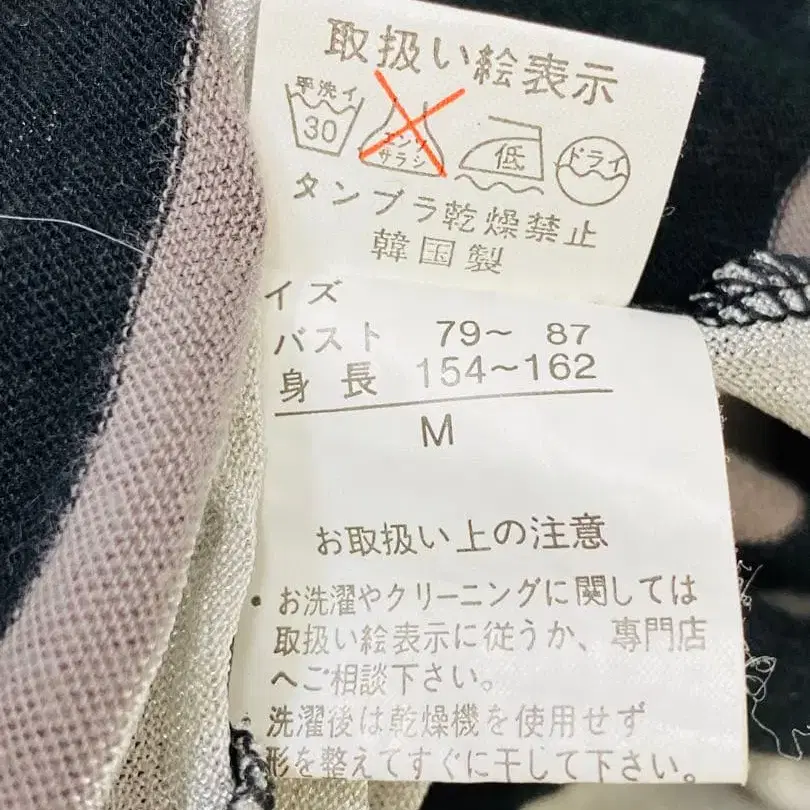 取扱い絵表示
手洗イ
30
エンソ
サラシ
低
ドライ
タンブラ乾燥禁止
韓国製
イズ
バスト 79～ 87
身長 154～162
M
お取扱い上の注意
・お洗濯やクリーニングに関しては
取扱い絵表示に従うか、専門店
へご相談下さい。
洗濯後は乾燥機を使用せず
形を整えてすぐに干して下さい。